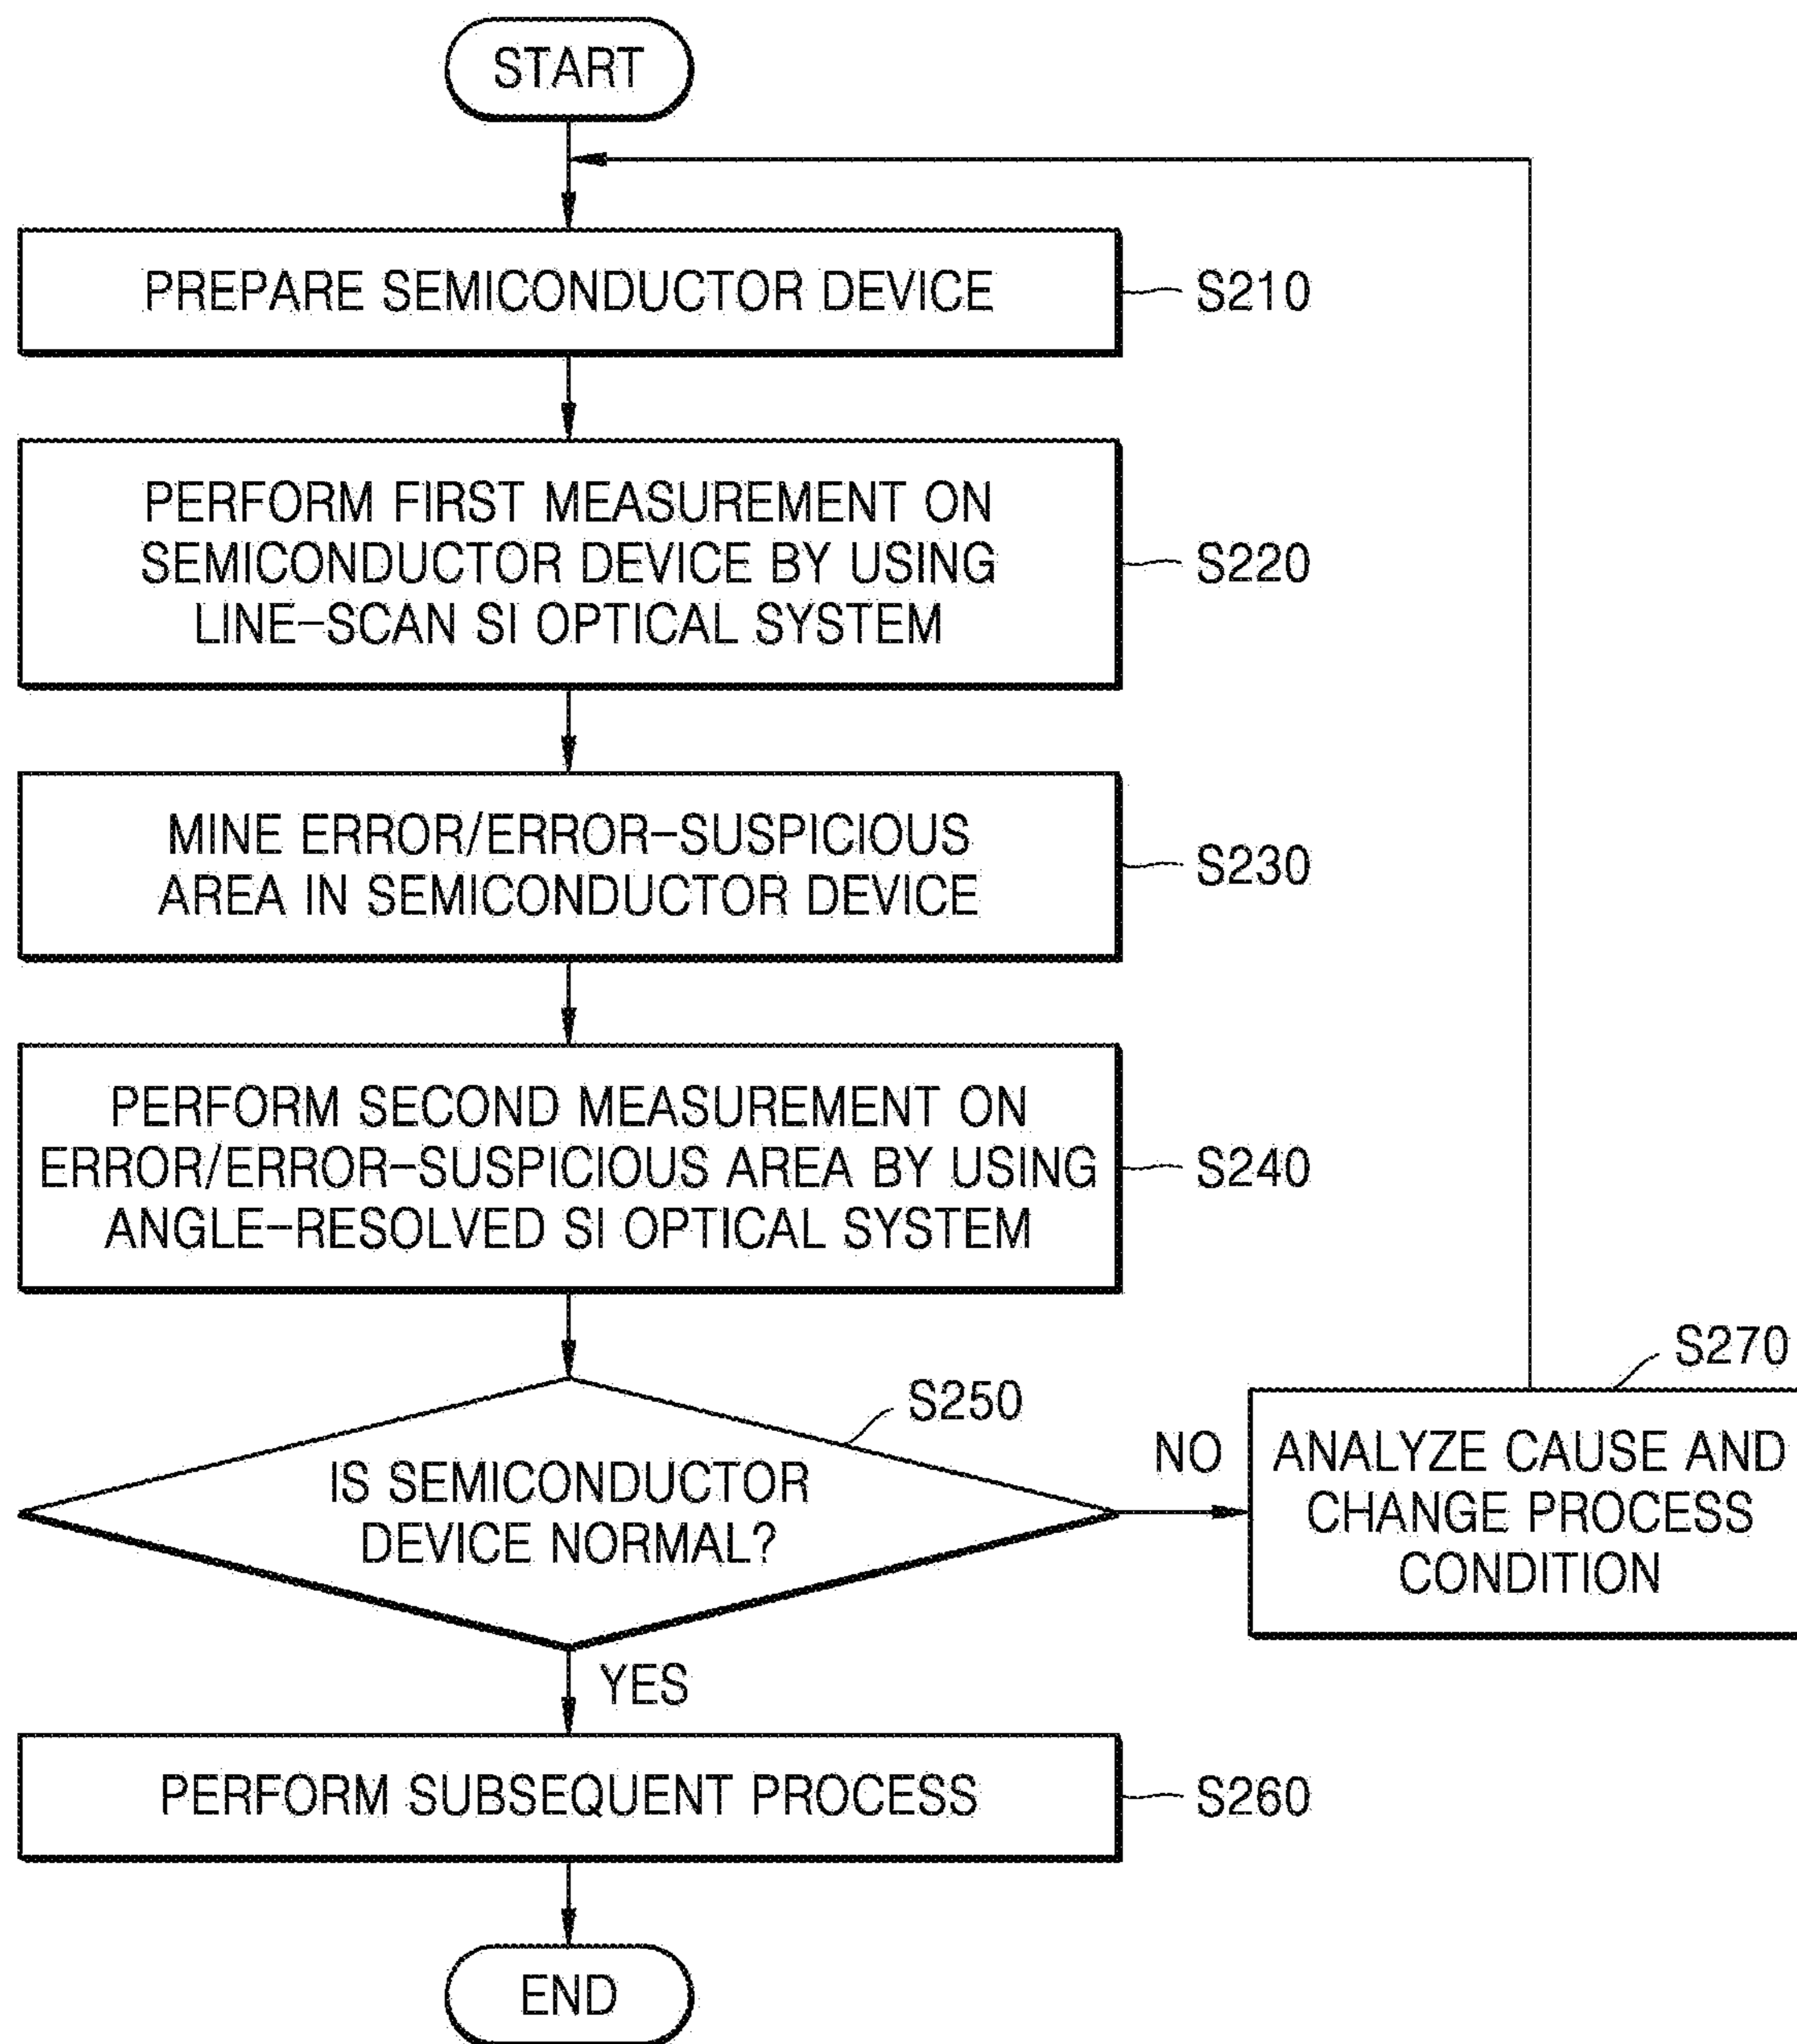 START
PREPARE SEMICONDUCTOR DEVICE
S210
PERFORM FIRST MEASUREMENT ON
SEMICONDUCTOR DEVICE BY USING
LINE-SCAN SI OPTICAL SYSTEM
S220
MINE ERROR/ERROR-SUSPICIOUS
AREA IN SEMICONDUCTOR DEVICE
S230
PERFORM SECOND MEASUREMENT ON
ERROR/ERROR-SUSPICIOUS AREA BY USING
ANGLE-RESOLVED SI OPTICAL SYSTEM
S240
IS SEMICONDUCTOR
DEVICE NORMAL?
S250
NO
S270
ANALYZE CAUSE AND
CHANGE PROCESS
CONDITION
YES
PERFORM SUBSEQUENT PROCESS
S260
END